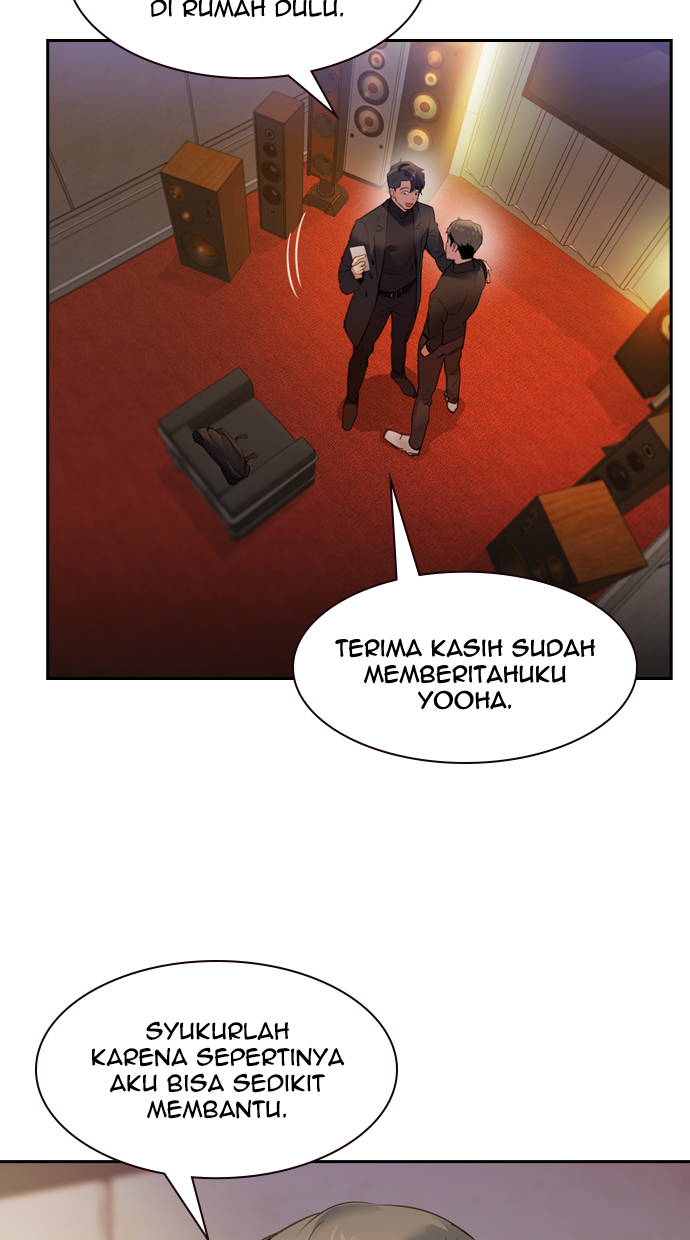 DI RUMAH DULU.
TERIMA KASIH SUDAH
MEMBERITAHUKU
YOOHA.
SYUKURLAH
KARENA SEPERTINYA
AKU BISA SEDIKIT
MEMBANTU.